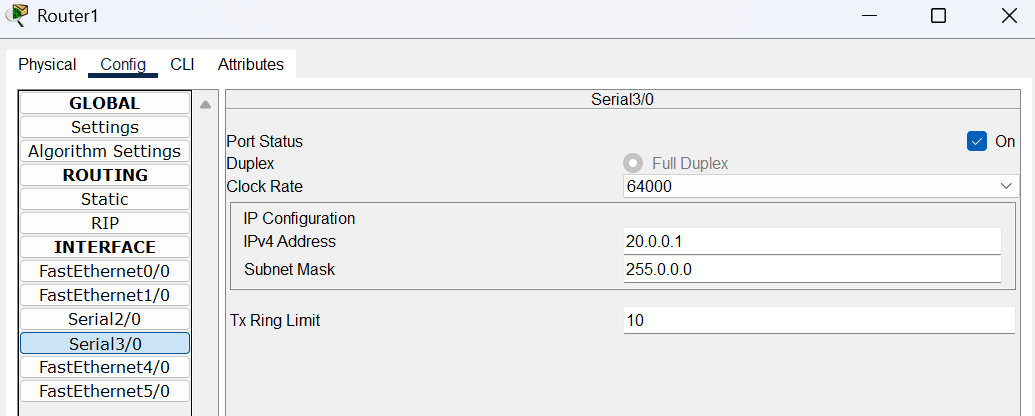 Router1
Physical Config CLI Attributes
GLOBAL
Settings
Algorithm Settings
ROUTING
Static
RIP
INTERFACE
FastEthernet0/0
FastEthernet1/0
Serial2/0
Serial3/0
FastEthernet4/0
FastEthernet5/0
Serial3/0
Port Status On
Duplex Full Duplex
Clock Rate 64000
IP Configuration
IPv4 Address 20.0.0.1
Subnet Mask 255.0.0.0
Tx Ring Limit 10